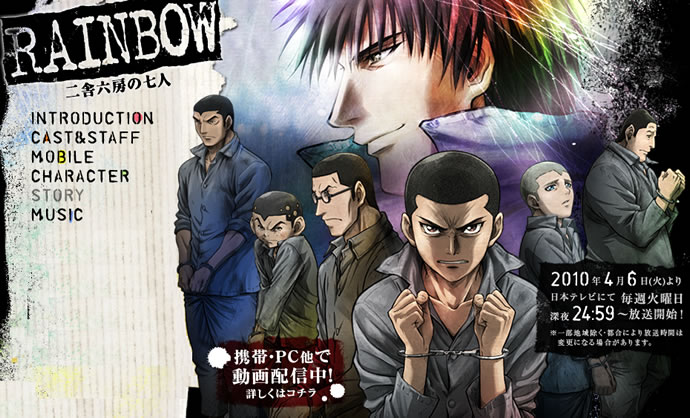 RAINBOW
二舎六房の七人
INTRODUCTION
CAST&STAFF
MOBILE
CHARACTER
STORY
MUSIC
2010年4月6日(火)より
日本テレビにて 毎週火曜日
深夜 24:59〜放送開始!
※一部地域除く・都合により放送時間は
変更になる場合があります。
携帯・PC他で
動画配信中!
詳しくはコチラ